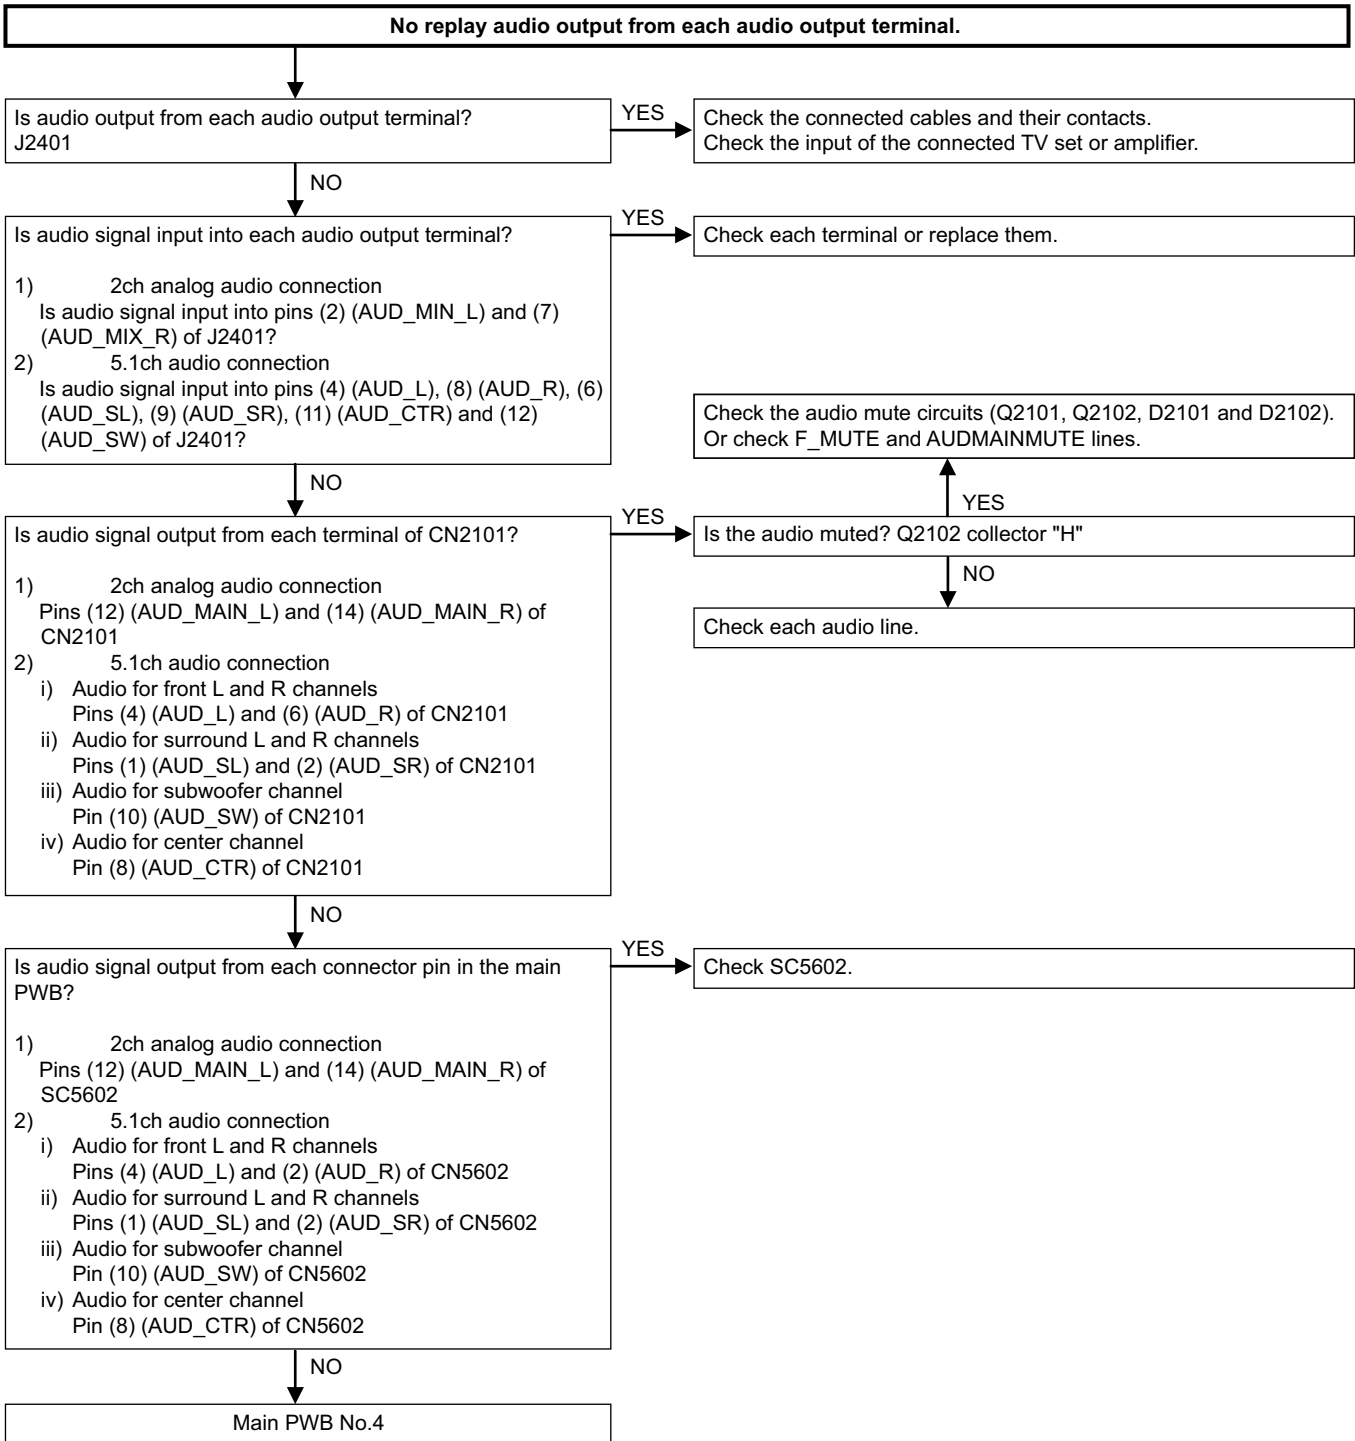 No replay audio output from each audio output terminal.
Is audio output from each audio output terminal?
J2401
YES
Check the connected cables and their contacts.
Check the input of the connected TV set or amplifier.
NO
Is audio signal input into each audio output terminal?
1) 2ch analog audio connection
Is audio signal input into pins (2) (AUD_MIN_L) and (7)
(AUD_MIX_R) of J2401?
2) 5.1ch audio connection
Is audio signal input into pins (4) (AUD_L), (8) (AUD_R), (6)
(AUD_SL), (9) (AUD_SR), (11) (AUD_CTR) and (12)
(AUD_SW) of J2401?
YES
Check each terminal or replace them.
NO
Is audio signal output from each terminal of CN2101?
1) 2ch analog audio connection
Pins (12) (AUD_MAIN_L) and (14) (AUD_MAIN_R) of
CN2101
2) 5.1ch audio connection
i) Audio for front L and R channels
Pins (4) (AUD_L) and (6) (AUD_R) of CN2101
ii) Audio for surround L and R channels
Pins (1) (AUD_SL) and (2) (AUD_SR) of CN2101
iii) Audio for subwoofer channel
Pin (10) (AUD_SW) of CN2101
iv) Audio for center channel
Pin (8) (AUD_CTR) of CN2101
YES
Check the audio mute circuits (Q2101, Q2102, D2101 and D2102).
Or check F_MUTE and AUDMAINMUTE lines.
YES
Is the audio muted? Q2102 collector "H"
NO
Check each audio line.
NO
Is audio signal output from each connector pin in the main
PWB?
1) 2ch analog audio connection
Pins (12) (AUD_MAIN_L) and (14) (AUD_MAIN_R) of
SC5602
2) 5.1ch audio connection
i) Audio for front L and R channels
Pins (4) (AUD_L) and (2) (AUD_R) of CN5602
ii) Audio for surround L and R channels
Pins (1) (AUD_SL) and (2) (AUD_SR) of CN5602
iii) Audio for subwoofer channel
Pin (10) (AUD_SW) of CN5602
iv) Audio for center channel
Pin (8) (AUD_CTR) of CN5602
YES
Check SC5602.
NO
Main PWB No.4